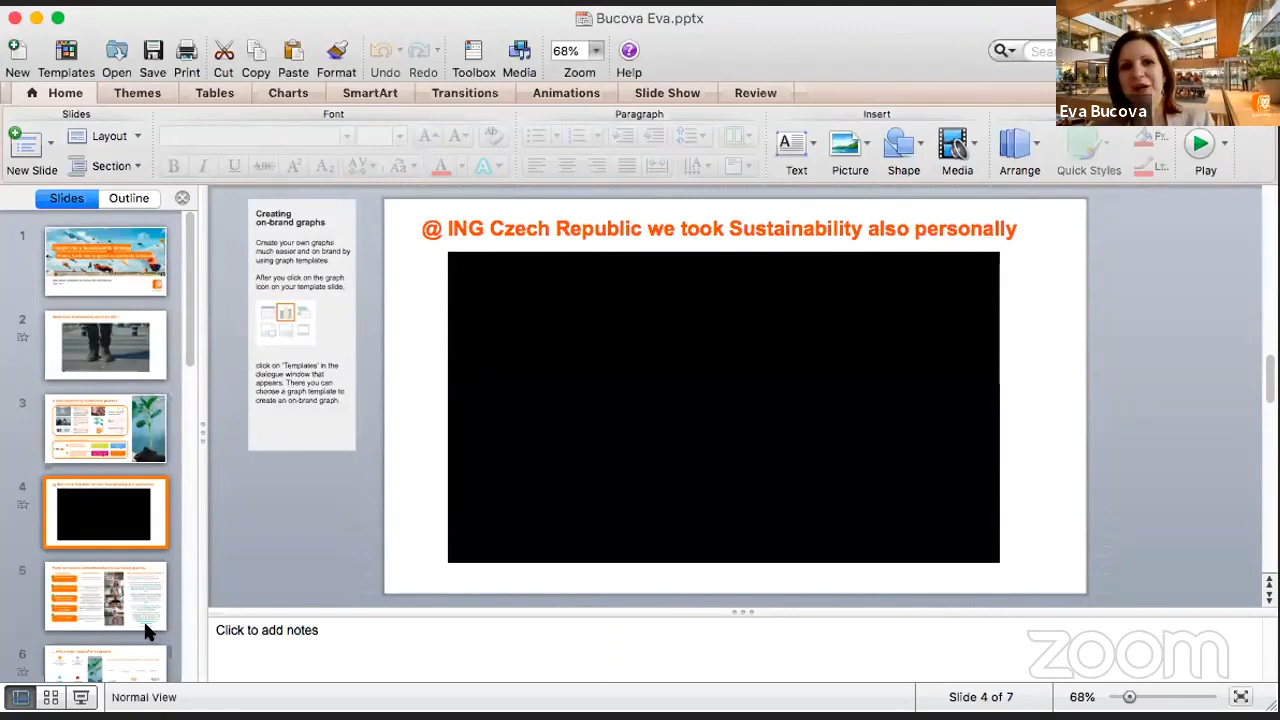 Bucova Eva.pptx
New
Templates
Open
Save
Print
Cut
Copy
Paste
Format
Undo
Redo
Toolbox
Media
68%
Zoom
Help
Eva Bucova
Home
Themes
Tables
Charts
SmartArt
Transitions
Animations
Slide Show
Review
Slides
Font
Paragraph
Insert
New Slide
Layout
Section
Text
Picture
Shape
Media
Arrange
Quick Styles
Play
Slides
Outline
1
2
3
4
5
6
Creating
on-brand graphs
Create your own graphs
much easier and on brand by
using graph templates
After you click on the graph
icon on your template slide,
click on 'Templates' in the
dialogue window that
appears. There you can
choose a graph template to
create an on-brand graph.
@ ING Czech Republic we took Sustainability also personally
Click to add notes
zoom
Normal View
Slide 4 of 7
68%